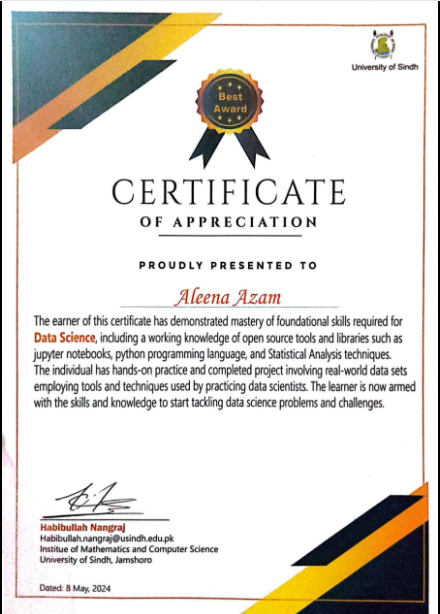 University of Sindh
Best
Award
CERTIFICATE
OF APPRECIATION
PROUDLY PRESENTED TO
Aleena Azam
The earner of this certificate has demonstrated mastery of foundational skills required for
Data Science, including a working knowledge of open source tools and libraries such as
jupyter notebooks, python programming language, and Statistical Analysis techniques.
The individual has hands-on practice and completed project involving real-world data sets
employing tools and techniques used by practicing data scientists. The learner is now armed
with the skills and knowledge to start tackling data science problems and challenges.
Habibullah Nangraj
Habibullah.nangraj@usindh.edu.pk
Institue of Mathematics and Computer Science
University of Sindh, Jamshoro
Dated: 8 May, 2024